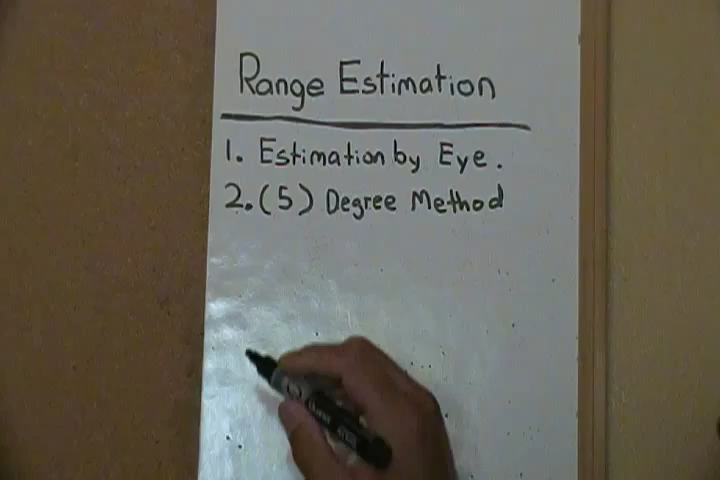 Range Estimation
1. Estimation by Eye.
2. (5) Degree Method